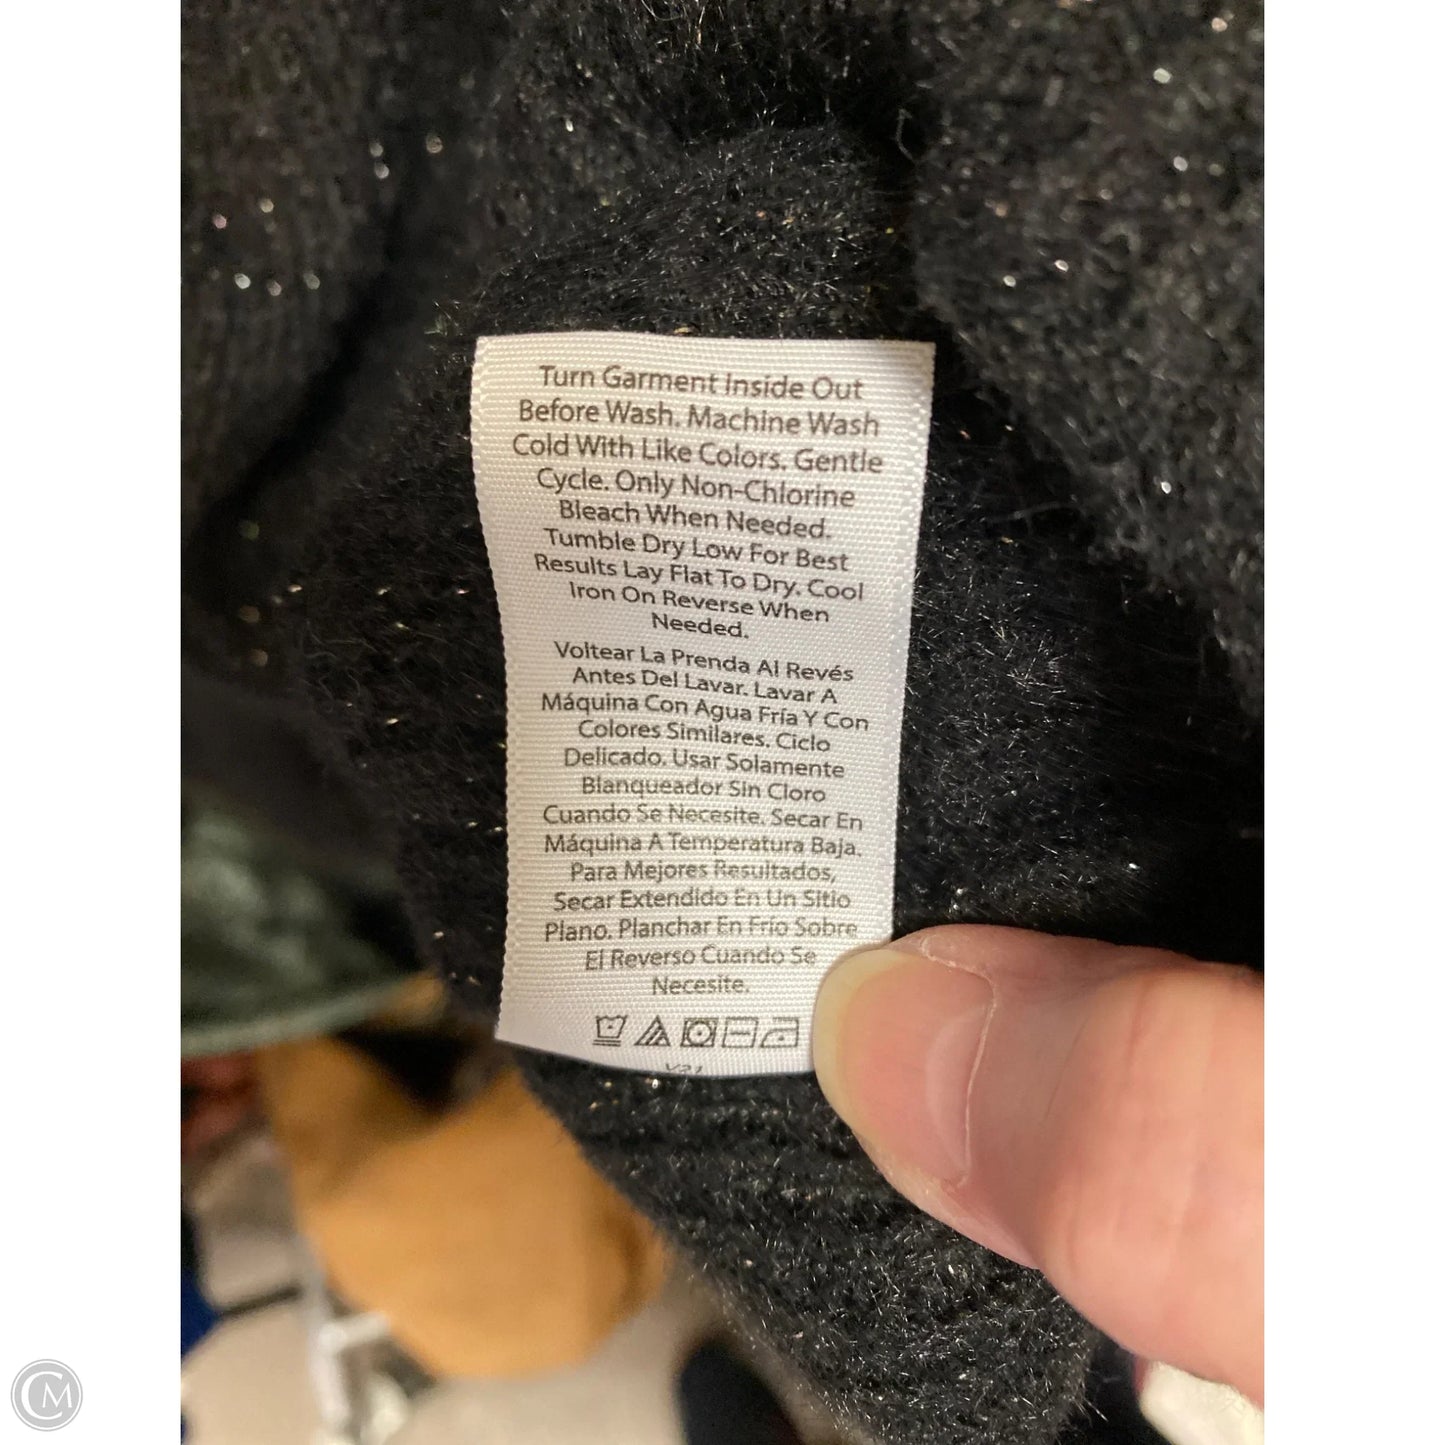 Turn Garment Inside Out
Before Wash. Machine Wash
Cold With Like Colors. Gentle
Cycle. Only Non-Chlorine
Bleach When Needed.
Tumble Dry Low For Best
Results Lay Flat To Dry. Cool
Iron On Reverse When
Needed.
Voltear La Prenda Al Revés
Antes Del Lavar. Lavar A
Máquina Con Agua Fría Y Con
Colores Similares. Ciclo
Delicado. Usar Solamente
Blanqueador Sin Cloro
Cuando Se Necesite. Secar En
Máquina A Temperatura Baja.
Para Mejores Resultados,
Secar Extendido En Un Sitio
Plano. Planchar En Frío Sobre
El Reverso Cuando Se
Necesite.
V21
CM